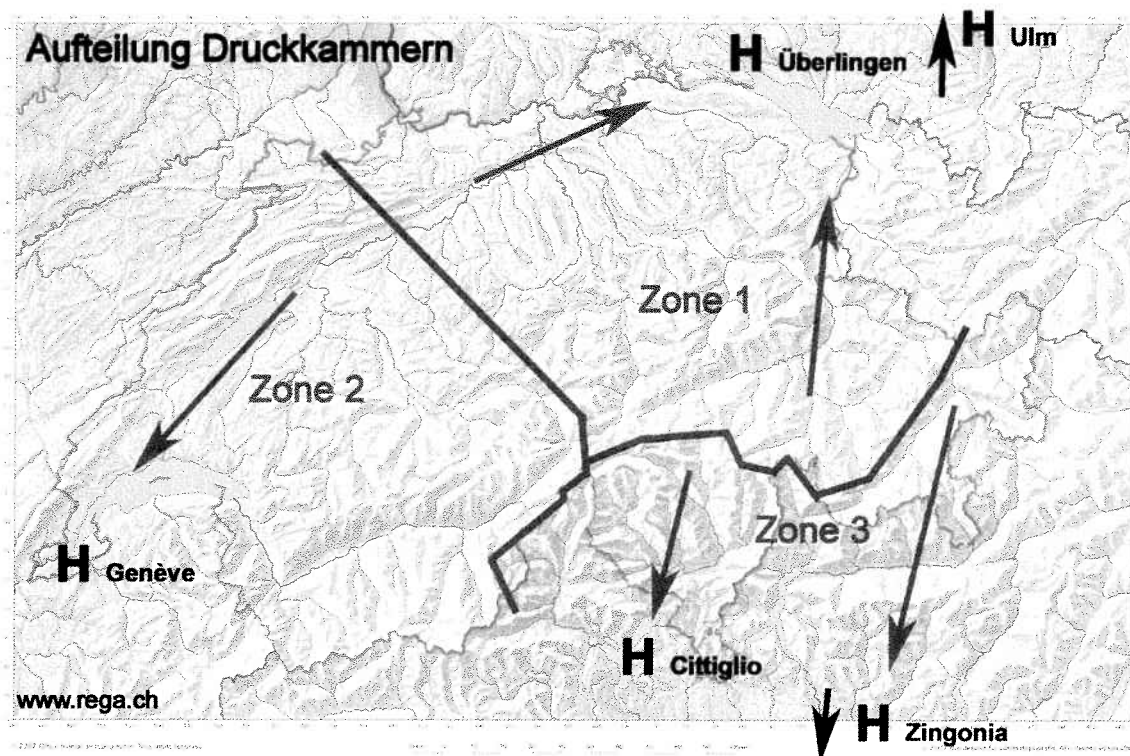 Aufteilung Druckkammern
H Überlingen
H Ulm
Zone 1
Zone 2
Zone 3
H Genève
H Cittiglio
www.rega.ch
H Zingonia